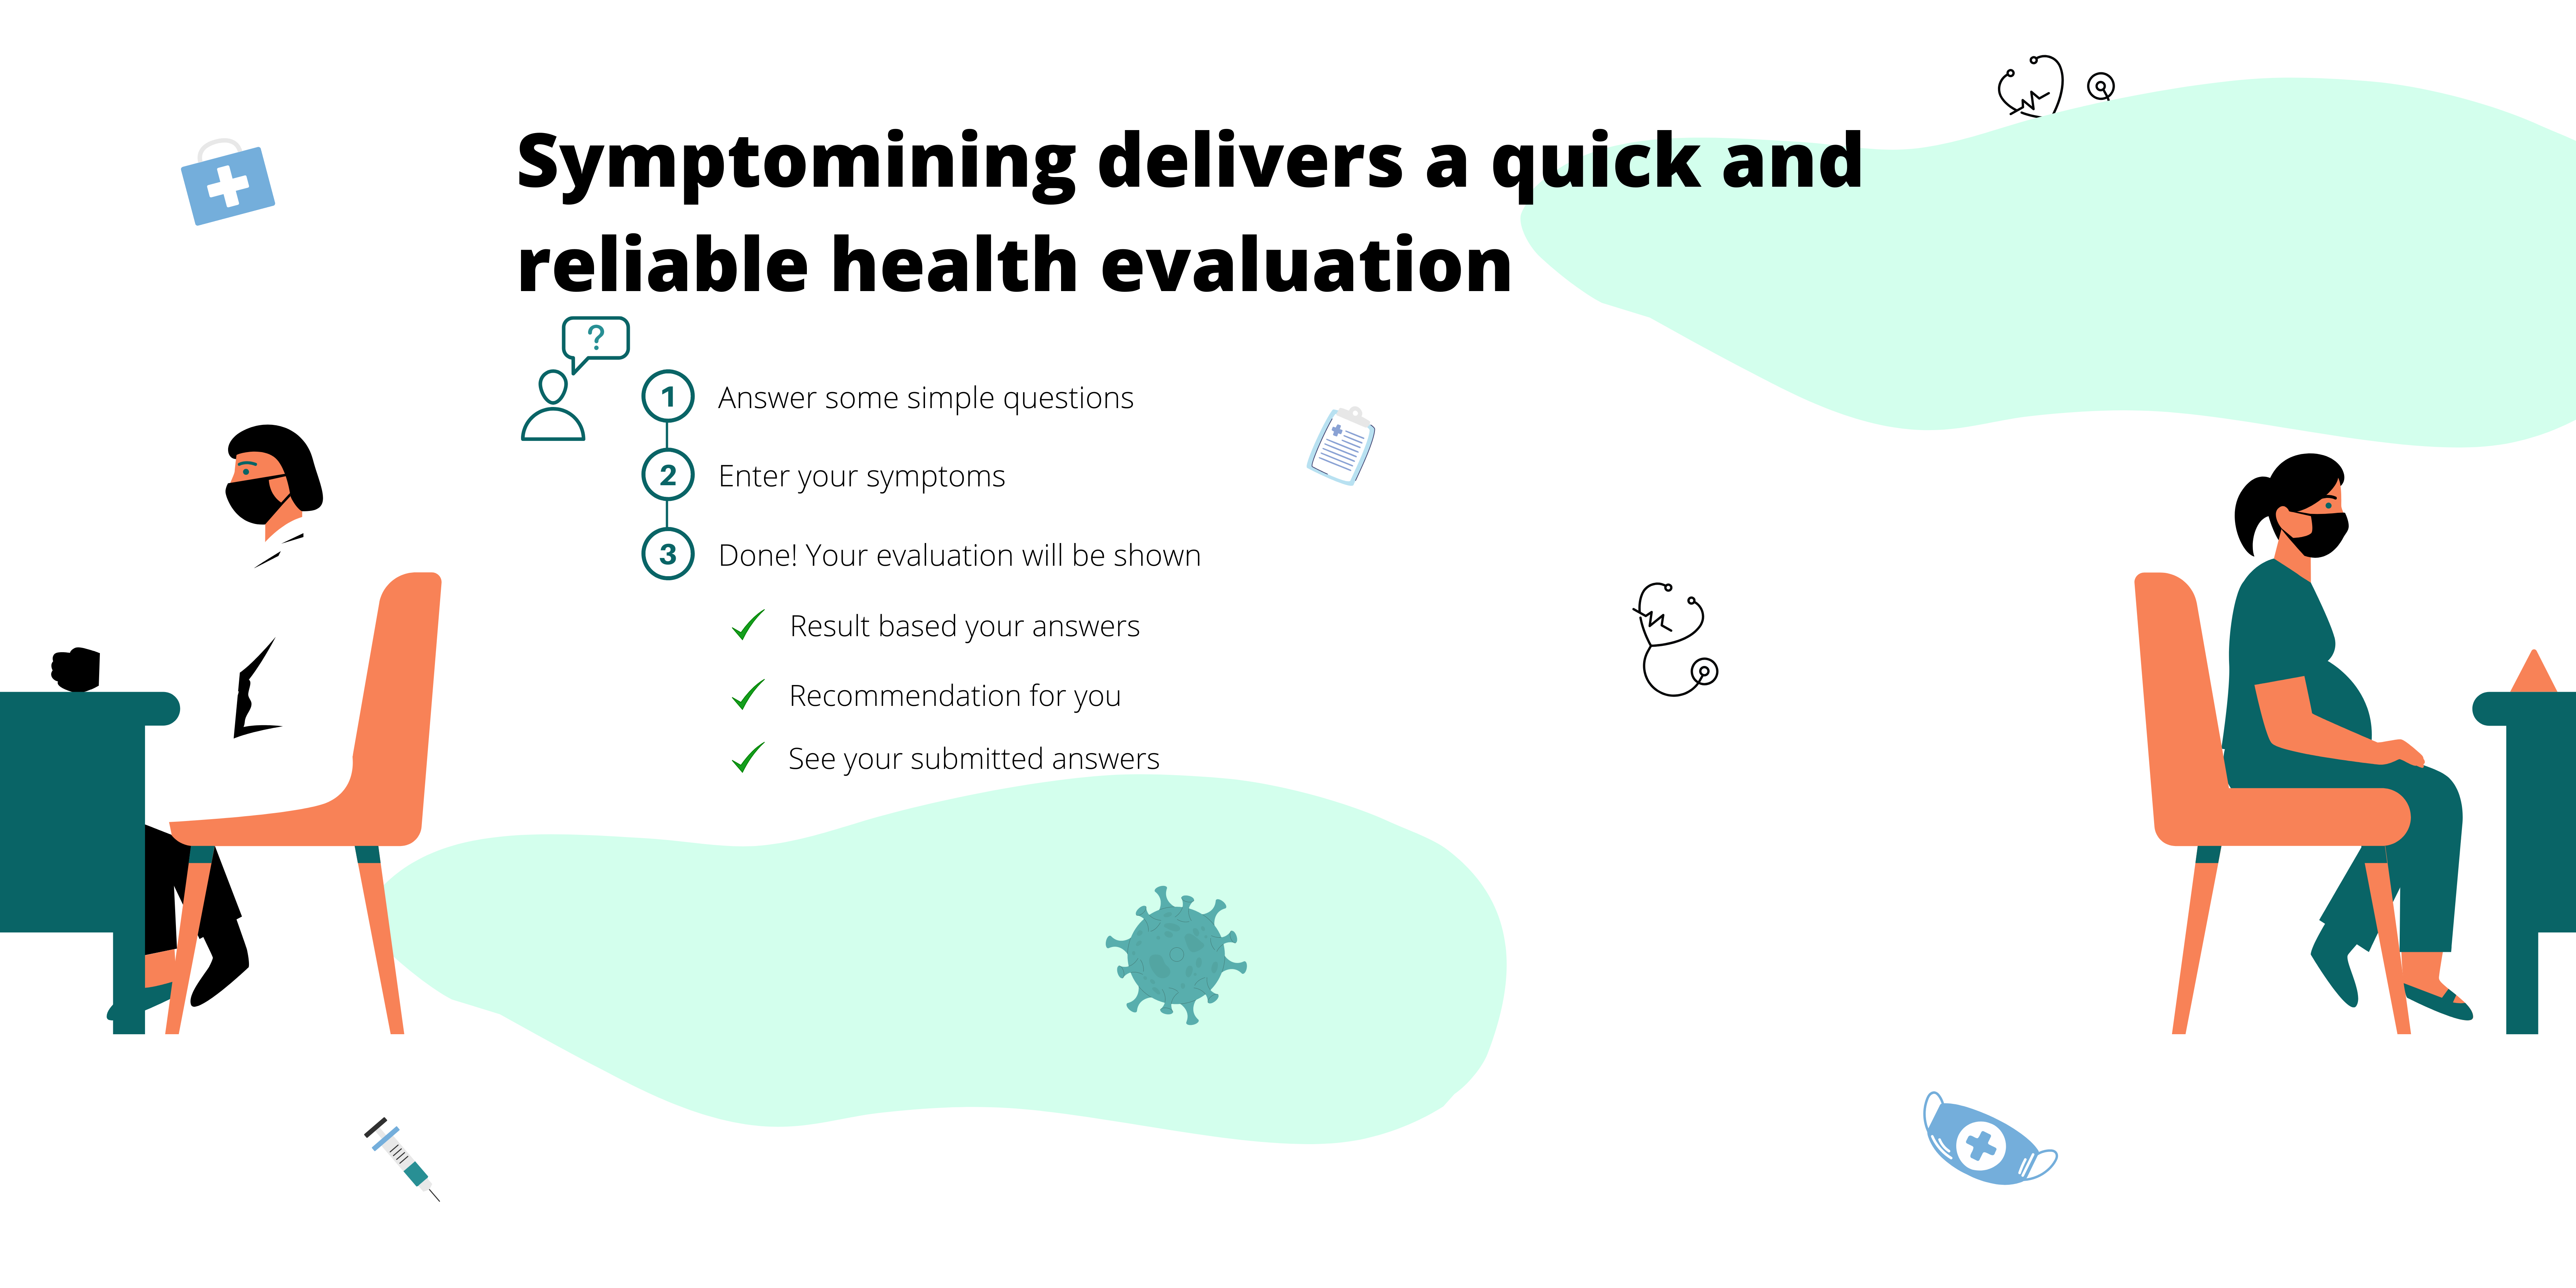 Symptomining delivers a quick and
reliable health evaluation
?
1 Answer some simple questions
2 Enter your symptoms
3 Done! Your evaluation will be shown
Result based your answers
Recommendation for you
See your submitted answers